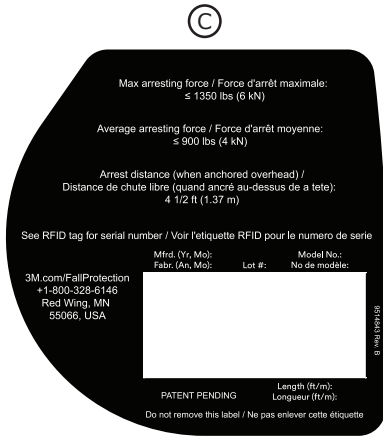 C
Max arresting force / Force d'arrêt maximale:
≤ 1350 lbs (6 kN)
Average arresting force / Force d'arrêt moyenne:
≤ 900 lbs (4 kN)
Arrest distance (when anchored overhead) /
Distance de chute libre (quand ancré au-dessus de a tete):
4 1/2 ft (1.37 m)
See RFID tag for serial number / Voir l'etiquette RFID pour le numero de serie
3M.com/FallProtection
+1-800-328-6146
Red Wing, MN
55066, USA
Mfrd. (Yr, Mo):
Fabr. (An, Mo):
Lot #:
Model No.:
No de modèle:
9514843 Rev. B
PATENT PENDING
Length (ft/m):
Longueur (ft/m):
Do not remove this label / Ne pas enlever cette étiquette